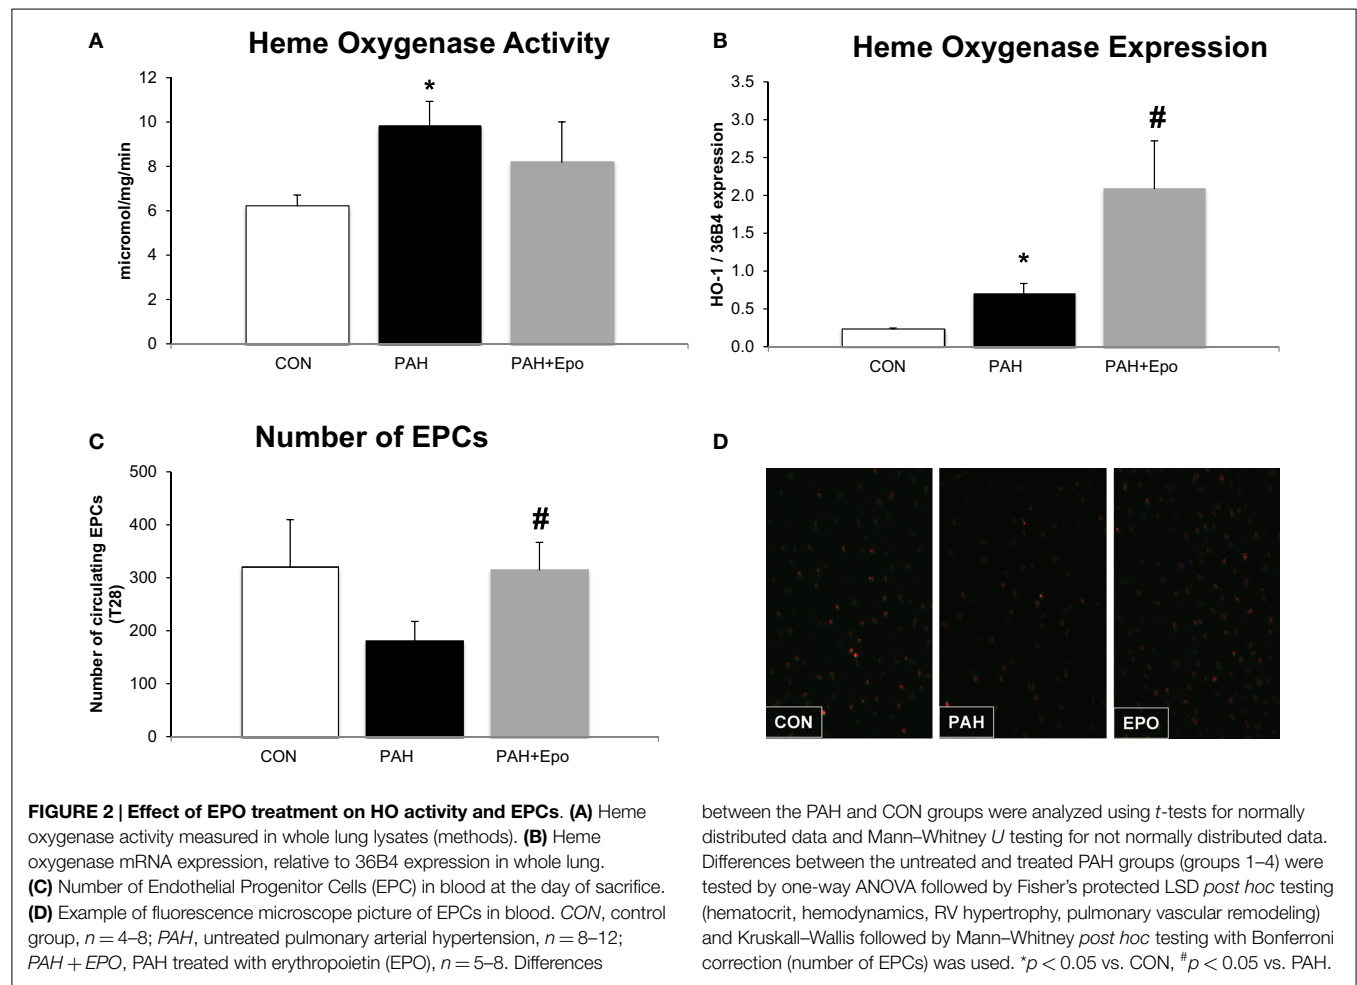 A
Heme Oxygenase Activity
micromol/mg/min
12
10
8
6
4
2
0
*
CON
PAH
PAH+Epo
B
Heme Oxygenase Expression
HO-1 / 36B4 expression
3.5
3.0
2.5
2.0
1.5
1.0
0.5
0.0
*
#
CON
PAH
PAH+Epo
C
Number of EPCs
Number of circulating EPCs
(T28)
500
400
300
200
100
0
#
CON
PAH
PAH+Epo
D
CON
PAH
EPO
FIGURE 2 | Effect of EPO treatment on HO activity and EPCs. (A) Heme
oxygenase activity measured in whole lung lysates (methods). (B) Heme
oxygenase mRNA expression, relative to 36B4 expression in whole lung.
(C) Number of Endothelial Progenitor Cells (EPC) in blood at the day of sacrifice.
(D) Example of fluorescence microscope picture of EPCs in blood. CON, control
group, n = 4–8; PAH, untreated pulmonary arterial hypertension, n = 8–12;
PAH + EPO, PAH treated with erythropoietin (EPO), n = 5–8. Differences
between the PAH and CON groups were analyzed using t-tests for normally
distributed data and Mann–Whitney U testing for not normally distributed data.
Differences between the untreated and treated PAH groups (groups 1–4) were
tested by one-way ANOVA followed by Fisher's protected LSD post hoc testing
(hematocrit, hemodynamics, RV hypertrophy, pulmonary vascular remodeling)
and Kruskall–Wallis followed by Mann–Whitney post hoc testing with Bonferroni
correction (number of EPCs) was used. *p < 0.05 vs. CON, #p < 0.05 vs. PAH.